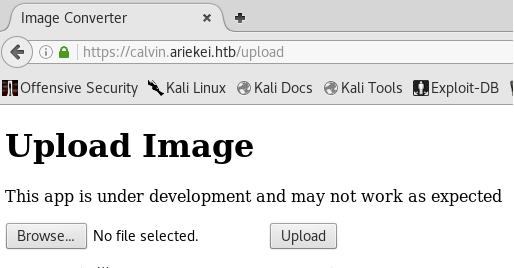 Image Converter
https://calvin.ariekei.htb/upload
Offensive Security Kali Linux Kali Docs Kali Tools Exploit-DB
Upload Image
This app is under development and may not work as expected
Browse... No file selected. Upload